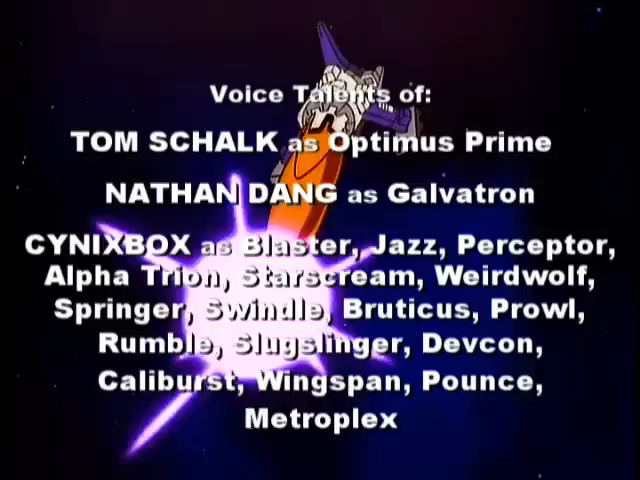 Voice Talents of:
TOM SCHALK as Optimus Prime
NATHAN DANG as Galvatron
CYNIXBOX as Blaster, Jazz, Perceptor,
Alpha Trion, Starscream, Weirdwolf,
Springer, Swindle, Bruticus, Prowl,
Rumble, Slugslinger, Devcon,
Caliburst, Wingspan, Pounce,
Metroplex